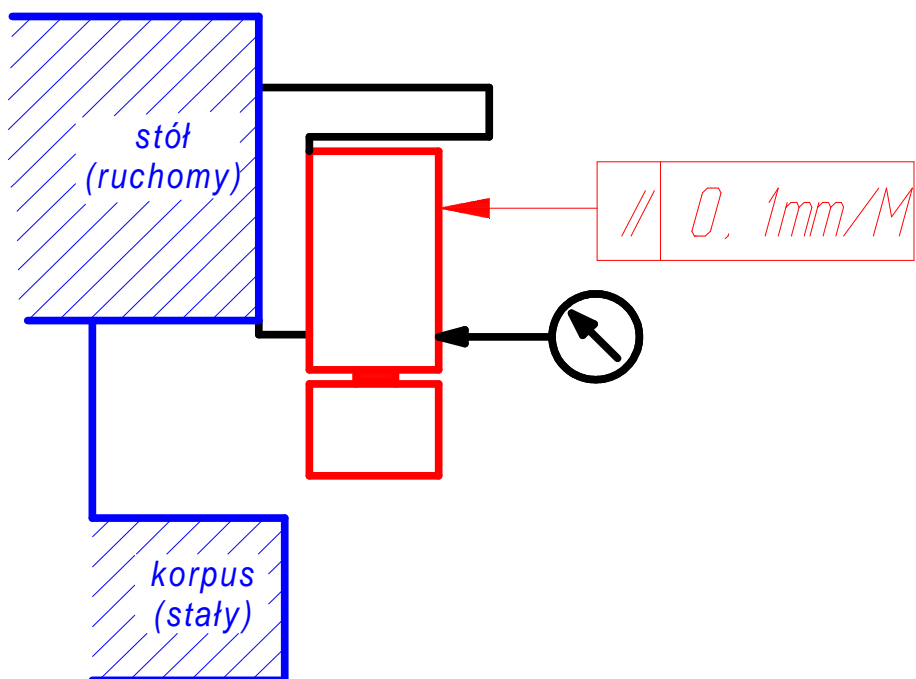 stół
(ruchomy)
// 0, 1mm/M
korpus
(stały)